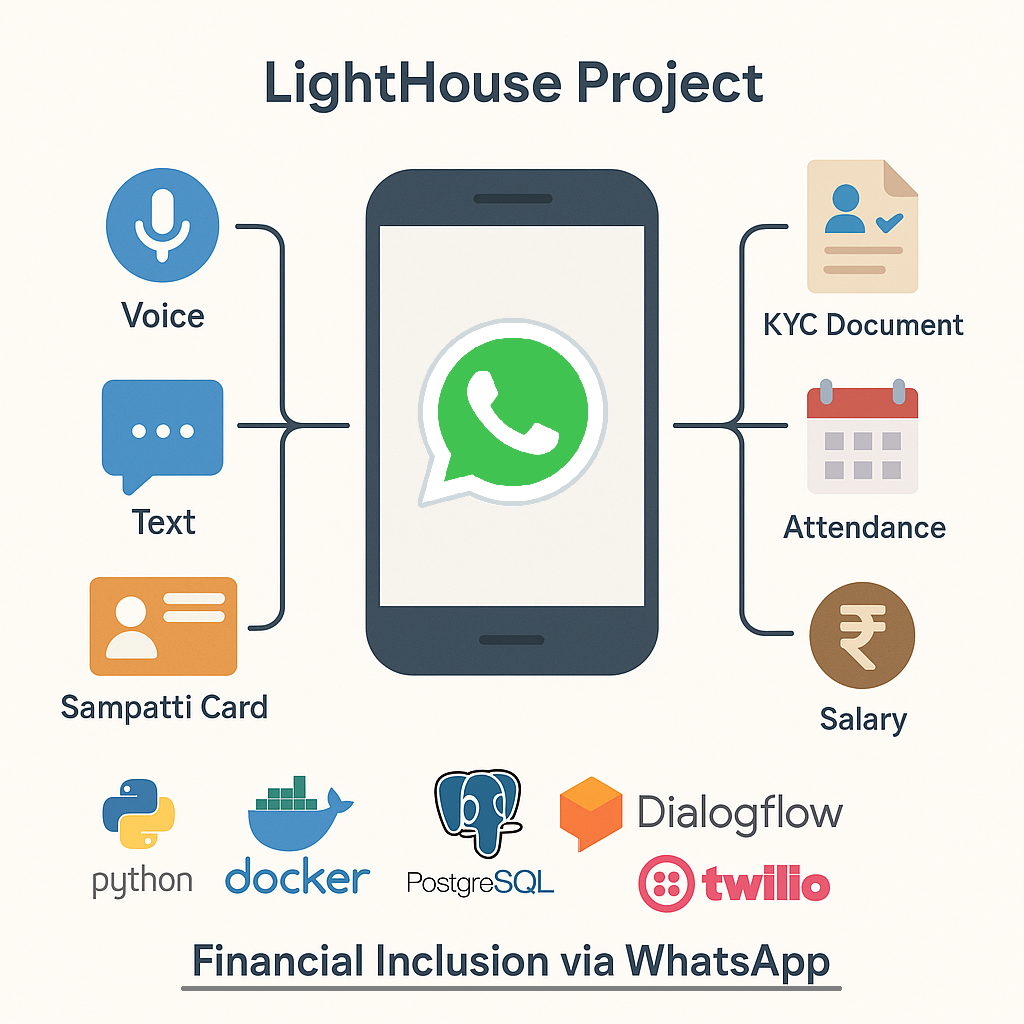 LightHouse Project
Voice
Text
Sampatti Card
KYC Document
Attendance
Salary
python
docker
PostgreSQL
Dialogflow
twilio
Financial Inclusion via WhatsApp